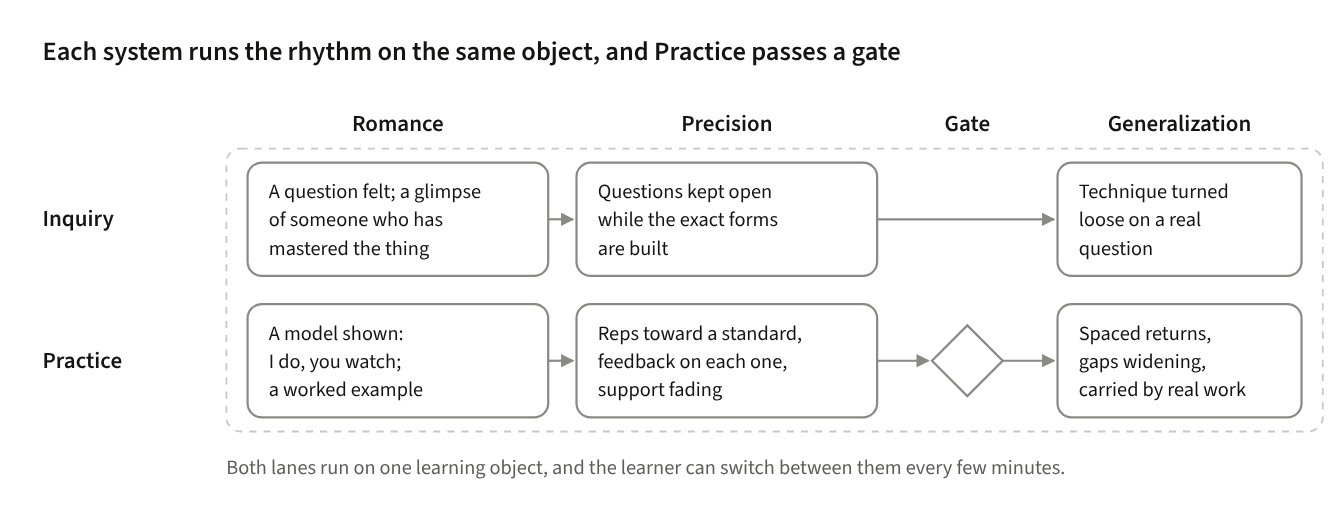 Each system runs the rhythm on the same object, and Practice passes a gate
Romance
Precision
Gate
Generalization
Inquiry
A question felt; a glimpse
of someone who has
mastered the thing
Questions kept open
while the exact forms
are built
Technique turned
loose on a real
question
Practice
A model shown:
I do, you watch;
a worked example
Reps toward a standard,
feedback on each one,
support fading
Spaced returns,
gaps widening,
carried by real work
Both lanes run on one learning object, and the learner can switch between them every few minutes.